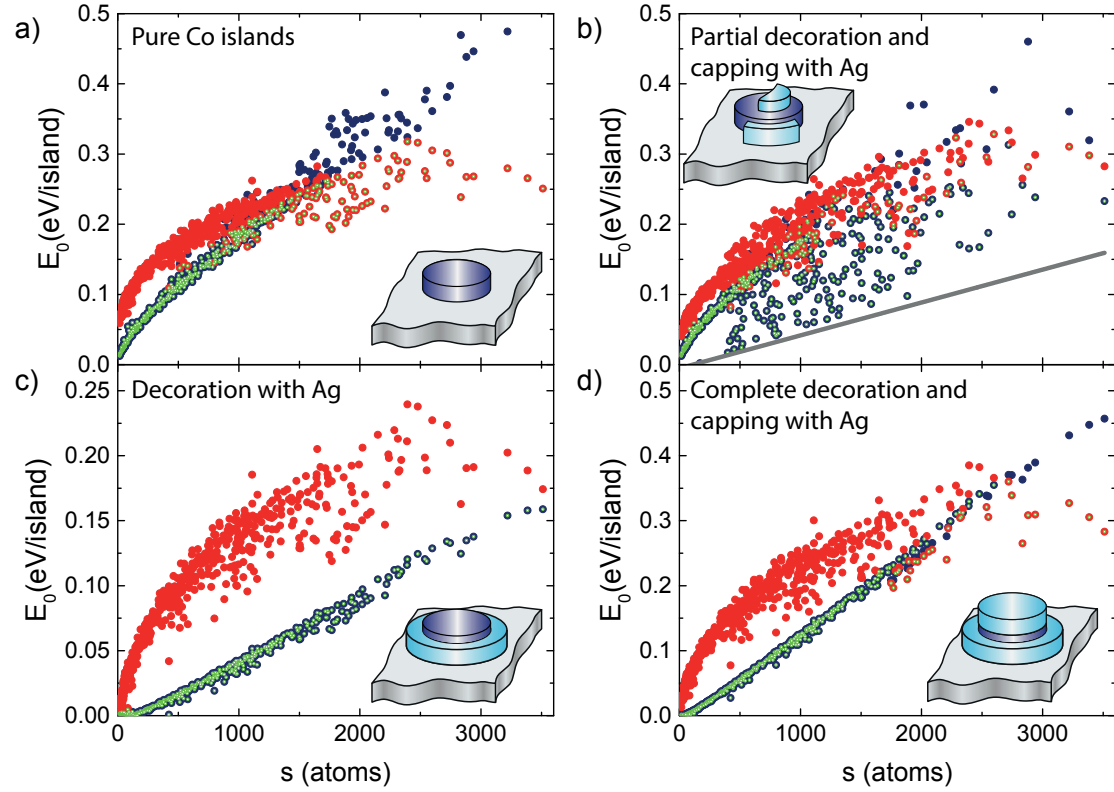 a)
Pure Co islands
E0(eV/island)
0.5
0.4
0.3
0.2
0.1
0.0
b)
Partial decoration and
capping with Ag
E0(eV/island)
0.5
0.4
0.3
0.2
0.1
0.0
c)
Decoration with Ag
E0(eV/island)
0.25
0.20
0.15
0.10
0.05
0.00
0
1000
2000
3000
s (atoms)
d)
Complete decoration and
capping with Ag
E0(eV/island)
0.5
0.4
0.3
0.2
0.1
0.0
0
1000
2000
3000
s (atoms)